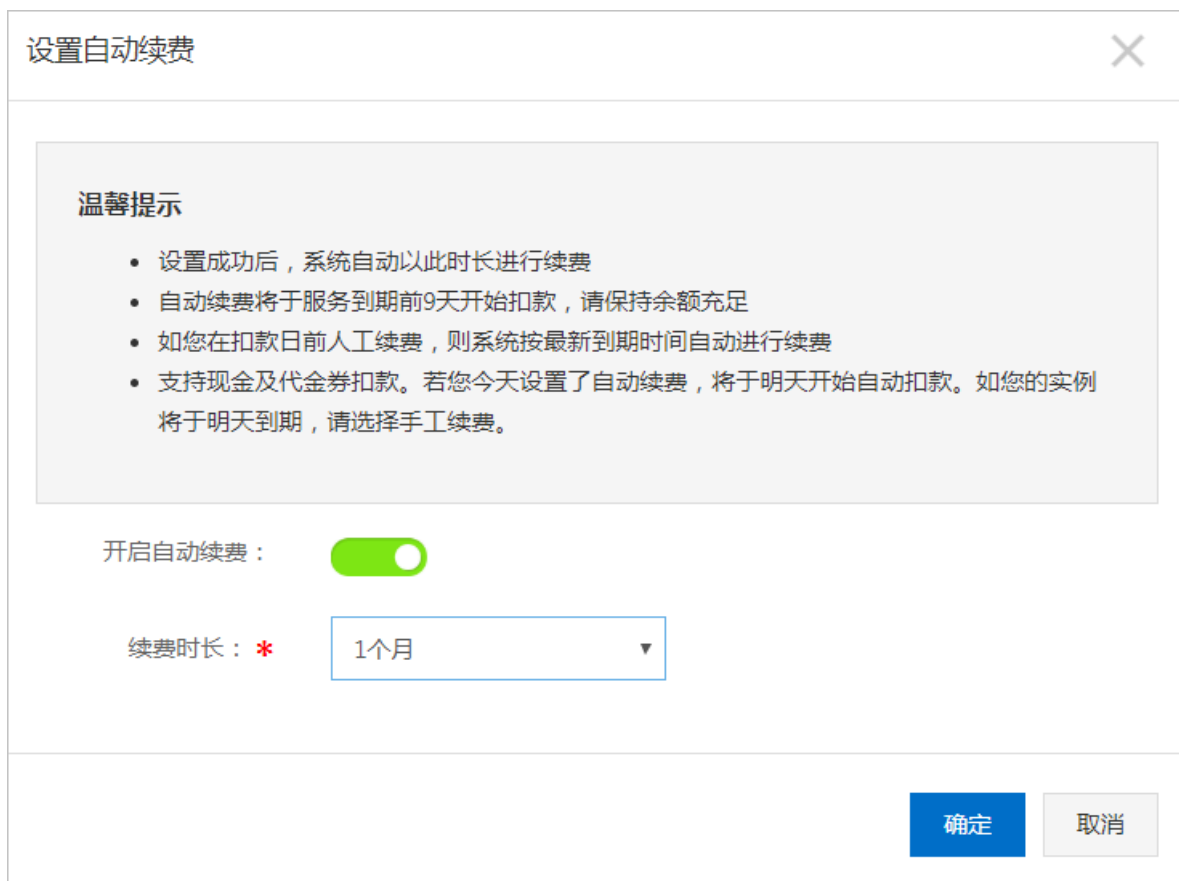 设置自动续费
温馨提示
• 设置成功后，系统自动以此时长进行续费
• 自动续费将于服务到期前9天开始扣款，请保持余额充足
• 如您在扣款日前人工续费，则系统按最新到期时间自动进行续费
• 支持现金及代金券扣款。若您今天设置了自动续费，将于明天开始自动扣款。如您的实例
将于明天到期，请选择手工续费。
开启自动续费：
续费时长： *
1个月
确定
取消